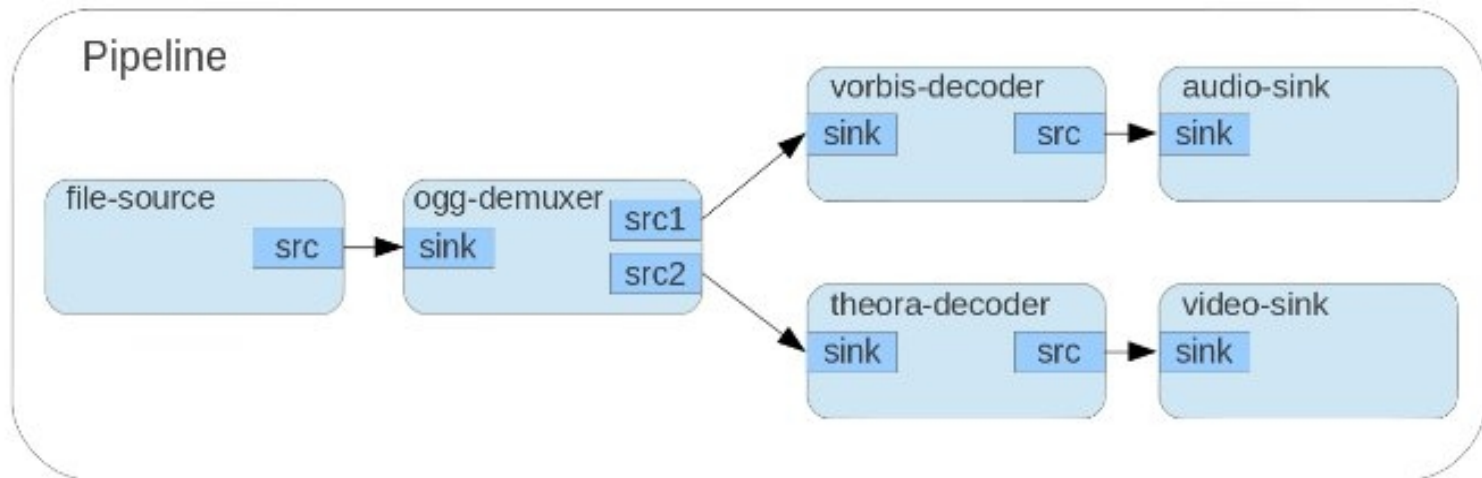 Pipeline
file-source
src
ogg-demuxer
sink
src1
src2
vorbis-decoder
sink
src
audio-sink
sink
theora-decoder
sink
src
video-sink
sink